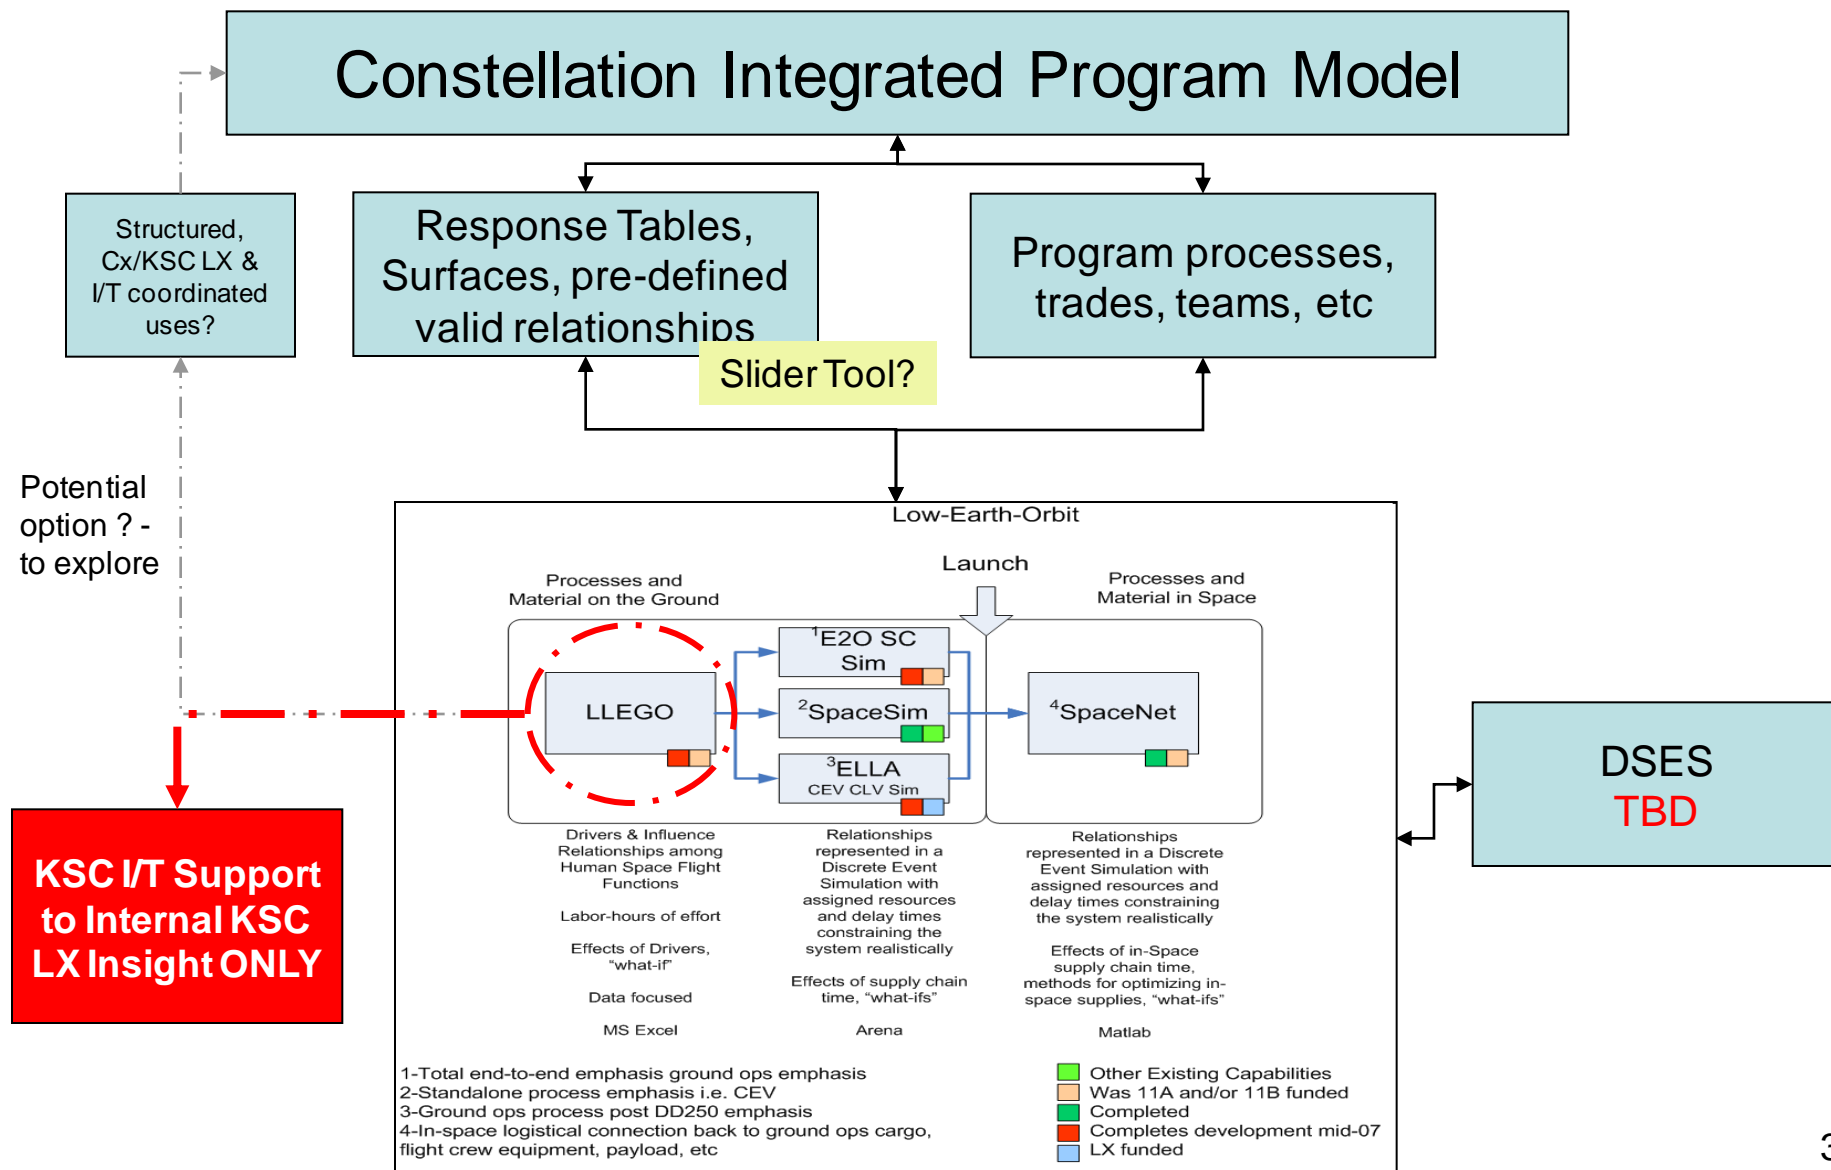 Constellation Integrated Program Model
Structured,
Cx/KSC LX &
I/T coordinated
uses?
Response Tables,
Surfaces, pre-defined
valid relationships
Program processes,
trades, teams, etc
Slider Tool?
Potential
option ? -
to explore
Low-Earth-Orbit
Launch
Processes and
Material on the Ground
Processes and
Material in Space
LLEGO
1E2O SC
Sim
2SpaceSim
3ELLA
CEV CLV Sim
4SpaceNet
DSES
TBD
KSC I/T Support
to Internal KSC
LX Insight ONLY
Drivers & Influence
Relationships among
Human Space Flight
Functions
Labor-hours of effort
Effects of Drivers,
“what-if”
Data focused
MS Excel
Relationships
represented in a
Discrete Event
Simulation with
assigned resources
and delay times
constraining the
system realistically
Effects of supply chain
time, “what-ifs”
Arena
Relationships
represented in a Discrete
Event Simulation with
assigned resources and
delay times constraining
the system realistically
Effects of in-Space
supply chain time,
methods for optimizing in-
space supplies, “what-ifs”
Matlab
1-Total end-to-end emphasis ground ops emphasis
2-Standalone process emphasis i.e. CEV
3-Ground ops process post DD250 emphasis
4-In-space logistical connection back to ground ops cargo,
flight crew equipment, payload, etc
Other Existing Capabilities
Was 11A and/or 11B funded
Completed
Completes development mid-07
LX funded
3